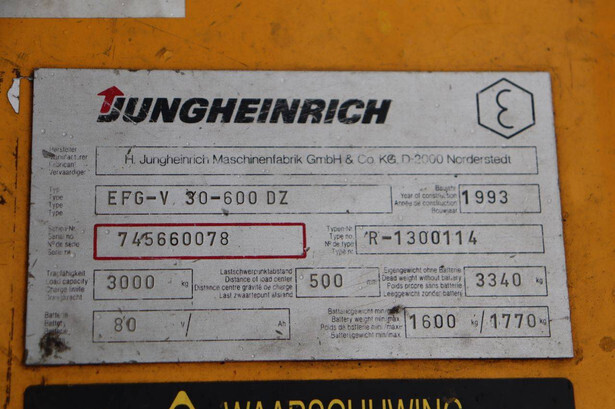 JUNGHEINRICH
Ɛ
H. Jungheinrich Maschinenfabrik GmbH & Co. KG, D-2000 Norderstedt
Hersteller
Manufacturer
Fabricant
Vervaardiger
Typ
Type
Type
Type
EFG-V 30-600 DZ
Baujahr
Year of construction
Année de construction
Bouwjaar
1993
Serien Nr.
Serial no.
N° de série
Serie nr.
745660078
Typen Nr.
Type no.
N° de type
Type nr.
R-1300114
Tragfähigkeit
Load capacity
Charge limite
3000 kg
Lastschwerpunktabstand
Distance of load center
Distance centre gravité de charge
Last zwaartepunt afstand
500 mm
Eigengewicht ohne Batterie
Dead weight without battery
Poids propre sans batterie
Leeggewicht zonder batterij
3340 kg
Batterie
Battery
80 V/ Ah
Batteriegewicht min/max.
Battery weight min/max.
Poids de batterie min/max.
Batterijgewicht min/max.
1600 kg /1770 kg
WAARSCHUWING